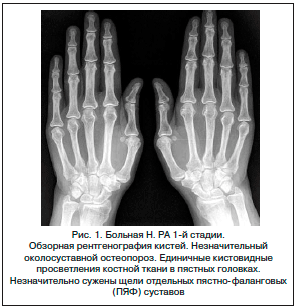 Рис. 1. Больная Н. РА 1-й стадии.
Обзорная рентгенография кистей. Незначительный
околосуставной остеопороз. Единичные кистовидные
просветления костной ткани в пястных головках.
Незначительно сужены щели отдельных пястно-фаланговых
(ПЯФ) суставов